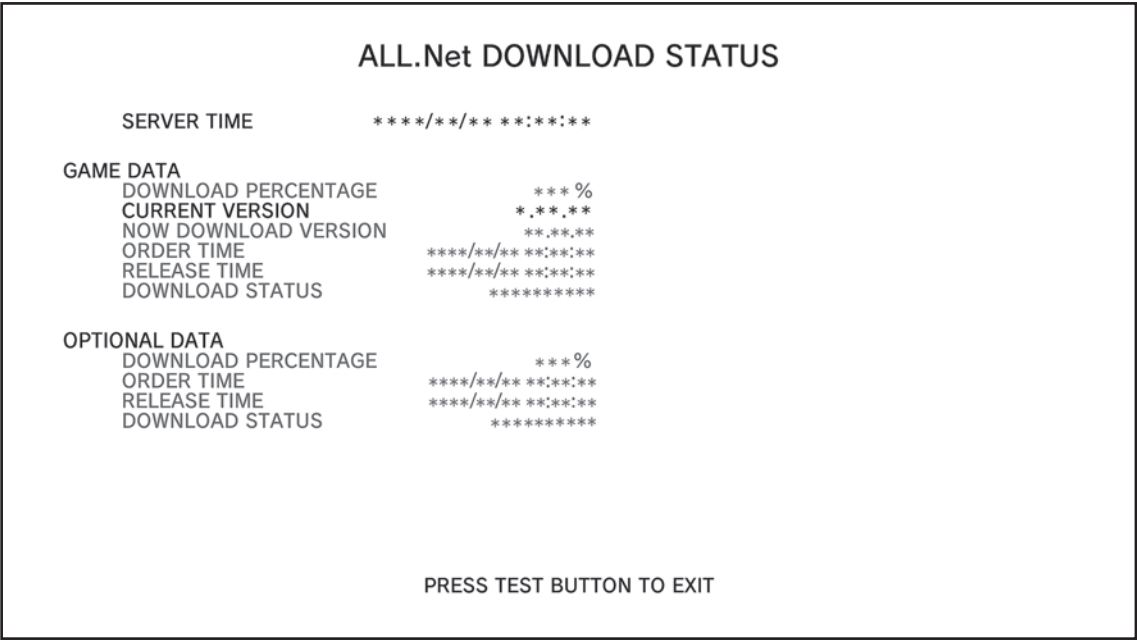 ALL.Net DOWNLOAD STATUS
SERVER TIME ****/**/** **:**:**
GAME DATA
DOWNLOAD PERCENTAGE ***%
CURRENT VERSION *.**.**
NOW DOWNLOAD VERSION **.**.**
ORDER TIME ****/**/** **:**:**
RELEASE TIME ****/**/** **:**:**
DOWNLOAD STATUS **********
OPTIONAL DATA
DOWNLOAD PERCENTAGE ***%
ORDER TIME ****/**/** **:**:**
RELEASE TIME ****/**/** **:**:**
DOWNLOAD STATUS **********
PRESS TEST BUTTON TO EXIT